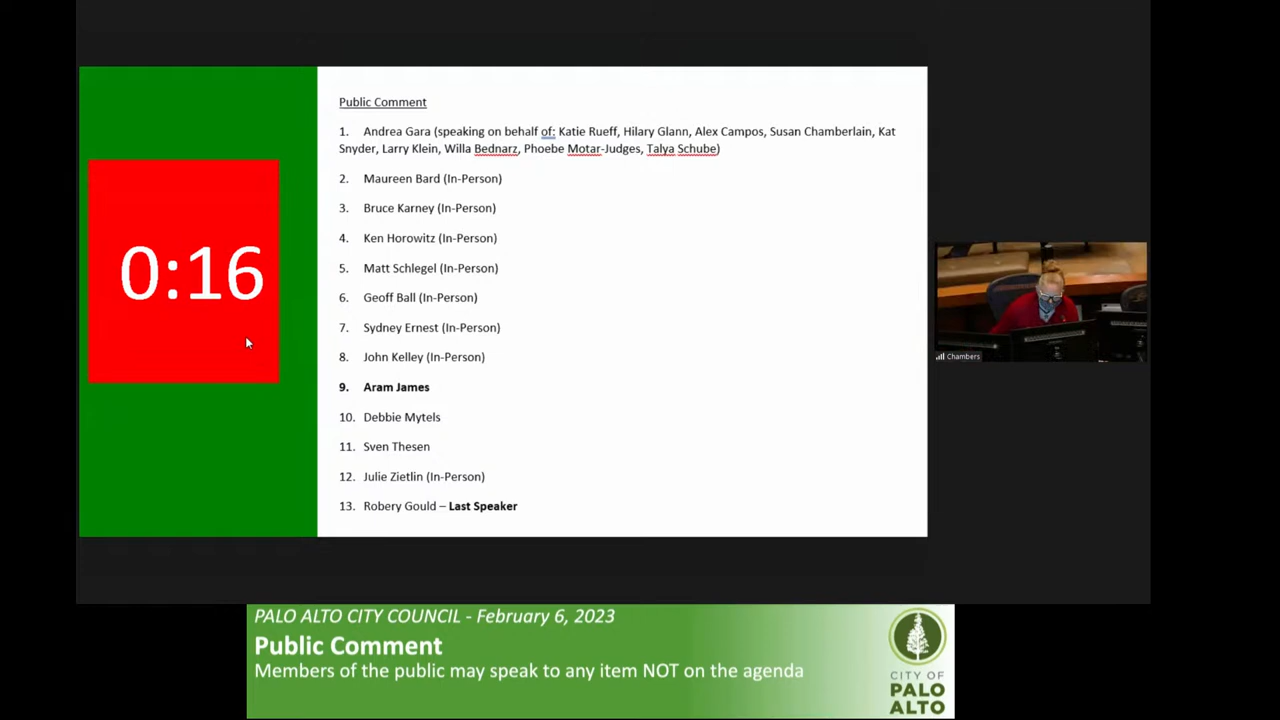 Public Comment
1. Andrea Gara (speaking on behalf of: Katie Rueff, Hilary Glann, Alex Campos, Susan Chamberlain, Kat
Snyder, Larry Klein, Willa Bednarz, Phoebe Motar-Judges, Talya Schube)
2. Maureen Bard (In-Person)
3. Bruce Karney (In-Person)
4. Ken Horowitz (In-Person)
5. Matt Schlegel (In-Person)
6. Geoff Ball (In-Person)
7. Sydney Ernest (In-Person)
8. John Kelley (In-Person)
9. Aram James
10. Debbie Mytels
11. Sven Thesen
12. Julie Zietlin (In-Person)
13. Robery Gould – Last Speaker
0:16
Chambers
PALO ALTO CITY COUNCIL - February 6, 2023
Public Comment
Members of the public may speak to any item NOT on the agenda
CITY OF
PALO
ALTO